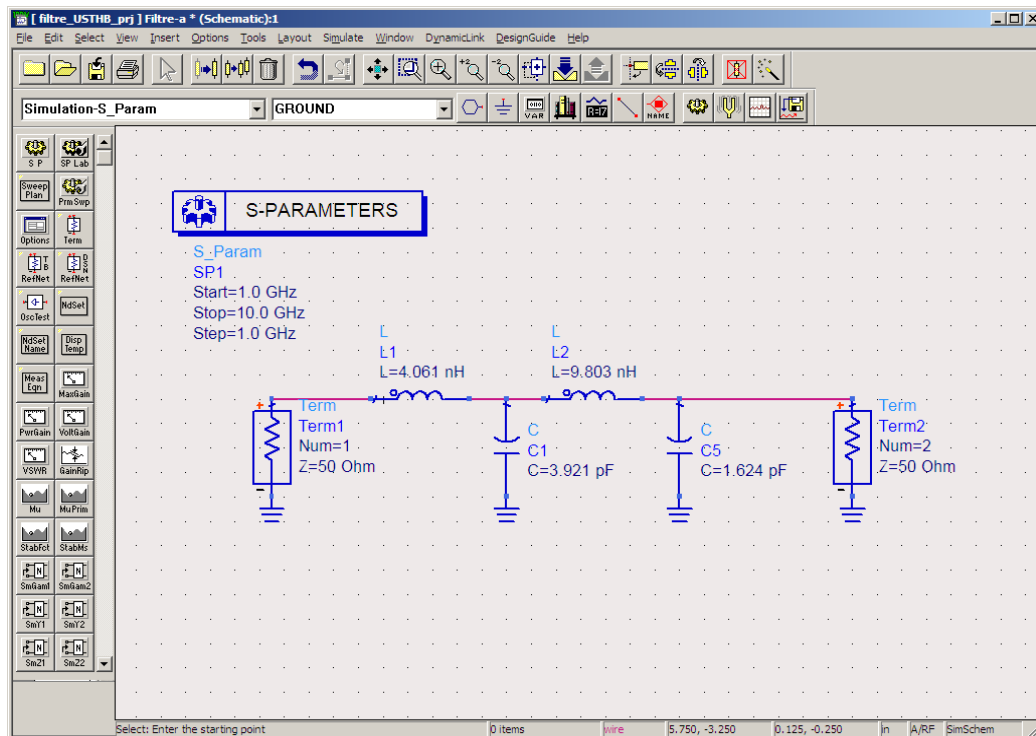 [ filtre_USTHB_prj ] Filtre-a * (Schematic):1
File Edit Select View Insert Options Tools Layout Simulate Window DynamicLink DesignGuide Help
Simulation-S_Param GROUND
VAR
NAME
S P SP Lab
Sweep Plan PrmSwp
Options Term
RefNet RefNet
OscTest NdSet
NdSet Name Disp Temp
Meas Eqn MaxGain
PwrGain VoltGain
VSWR GainRip
Mu MuPrim
StabFct StabMs
SmGam1 SmGam2
SmY1 SmY2
SmZ1 SmZ2
S-PARAMETERS
S_Param
SP1
Start=1.0 GHz
Stop=10.0 GHz
Step=1.0 GHz
L
L1
L=4.061 nH
L
L2
L=9.803 nH
+
Term
Term1
Num=1
Z=50 Ohm
-
C
C1
C=3.921 pF
C
C5
C=1.624 pF
+
Term
Term2
Num=2
Z=50 Ohm
-
Select: Enter the starting point 0 items wire 5.750, -3.250 0.125, -0.250 in A/RF SimSchem